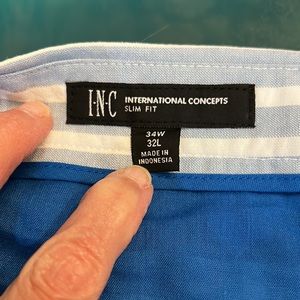 I·N·C INTERNATIONAL CONCEPTS
SLIM FIT
34W
32L
MADE IN
INDONESIA